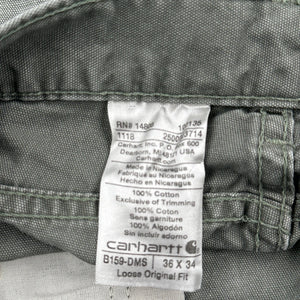 RN# 148
1118
Carhartt Inc. P.O. Box 600
Dearborn, MI 48121 USA
Carhartt.com
Made in Nicaragua
Fabriqué au Nicaragua
Hecho en Nicaragua
100% Cotton
Exclusive of Trimming
100% Coton
Sans garniture
100% Algodón
Sin incluir adorno
carhartt
B159-DMS 36 X 34
Loose Original Fit